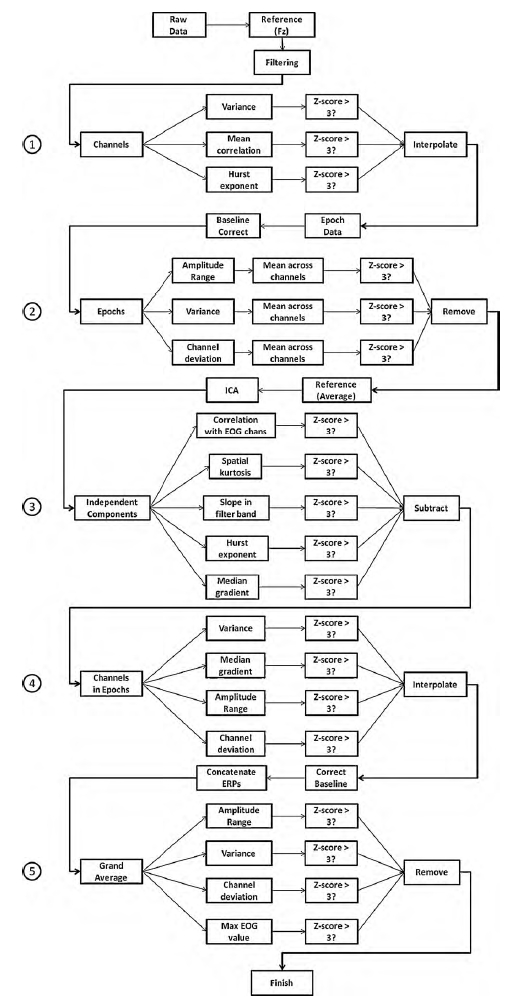 Raw
Data
Reference
(Fz)
Filtering
1
Channels
Variance
Z-score >
3?
Mean
correlation
Z-score >
3?
Hurst
exponent
Z-score >
3?
Interpolate
Baseline
Correct
Epoch
Data
2
Epochs
Amplitude
Range
Mean across
channels
Z-score >
3?
Variance
Mean across
channels
Z-score >
3?
Channel
deviation
Mean across
channels
Z-score >
3?
Remove
ICA
Reference
(Average)
3
Independent
Components
Correlation
with EOG chans
Z-score >
3?
Spatial
kurtosis
Z-score >
3?
Slope in
filter band
Z-score >
3?
Hurst
exponent
Z-score >
3?
Median
gradient
Z-score >
3?
Subtract
4
Channels
in Epochs
Variance
Z-score >
3?
Median
gradient
Z-score >
3?
Amplitude
Range
Z-score >
3?
Channel
deviation
Z-score >
3?
Interpolate
Concatenate
ERPs
Correct
Baseline
5
Grand
Average
Amplitude
Range
Z-score >
3?
Variance
Z-score >
3?
Channel
deviation
Z-score >
3?
Max EOG
value
Z-score >
3?
Remove
Finish